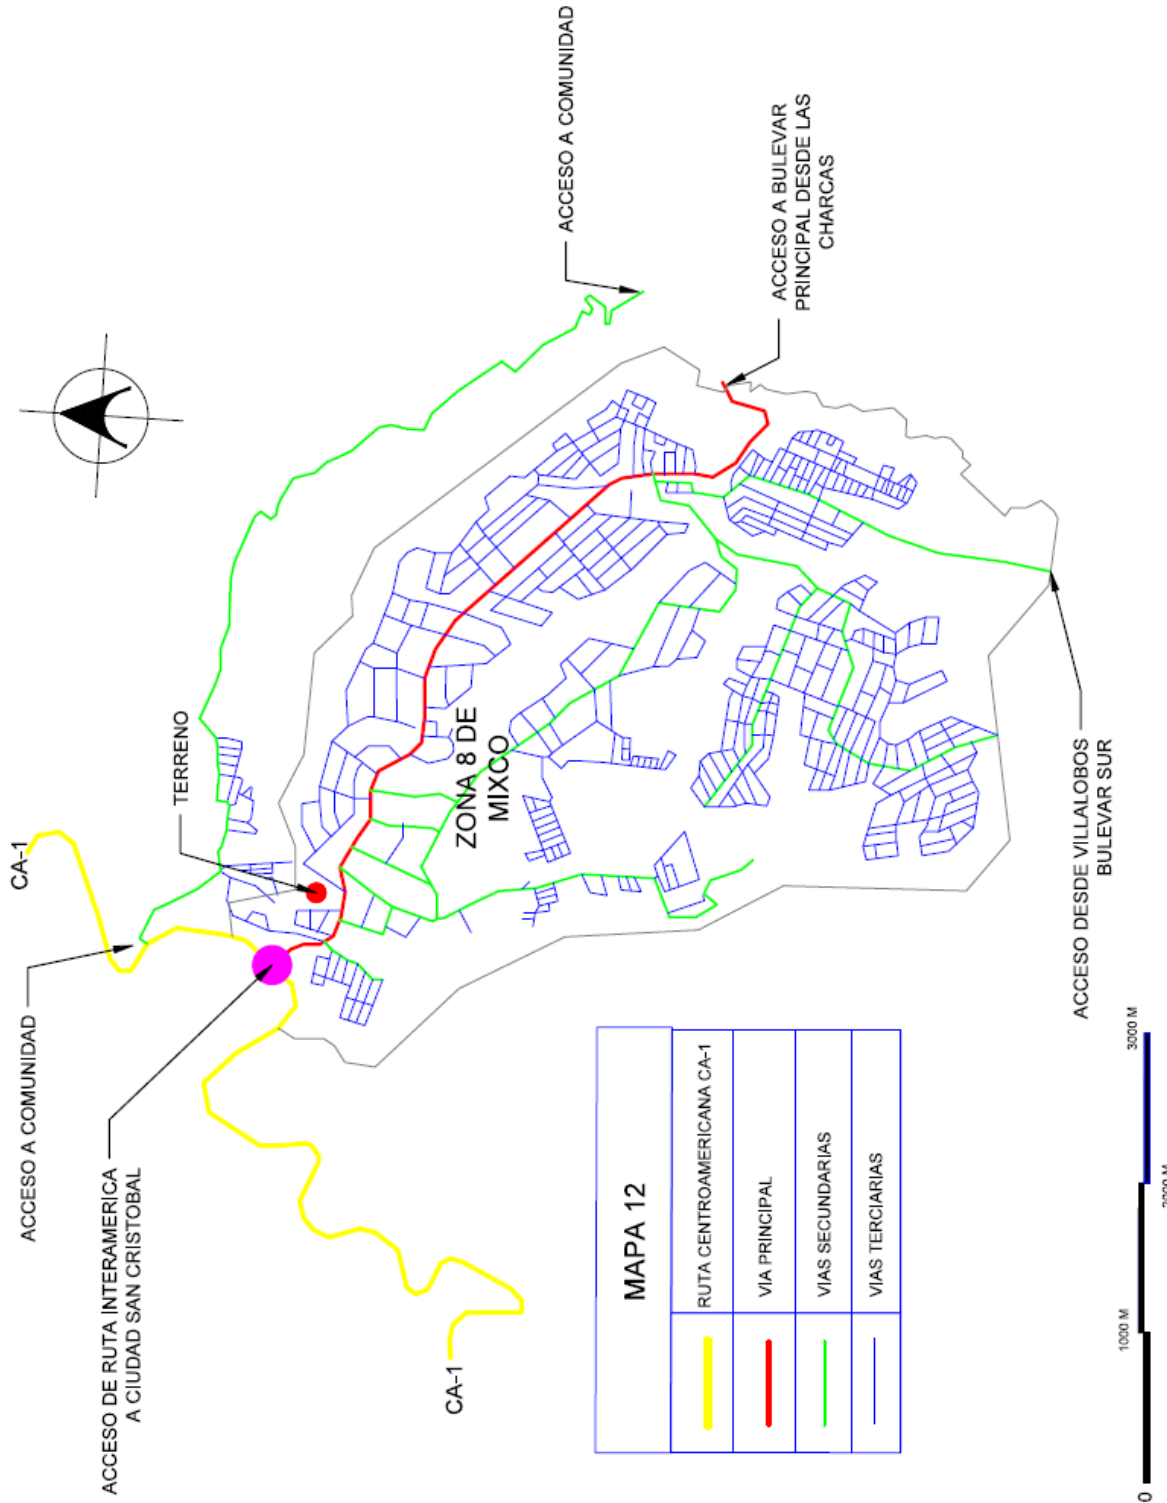 CA-1
ACCESO A COMUNIDAD
ACCESO DE RUTA INTERAMERICA
A CIUDAD SAN CRISTOBAL
TERRENO
ACCESO A COMUNIDAD
ACCESO A BULEVAR
PRINCIPAL DESDE LAS
CHARCAS
ZONA 8 DE
MIXCO
CA-1
ACCESO DESDE VILLALOBOS
BULEVAR SUR
MAPA 12
RUTA CENTROAMERICANA CA-1
VIA PRINCIPAL
VIAS SECUNDARIAS
VIAS TERCIARIAS
0
1000 M
3000 M